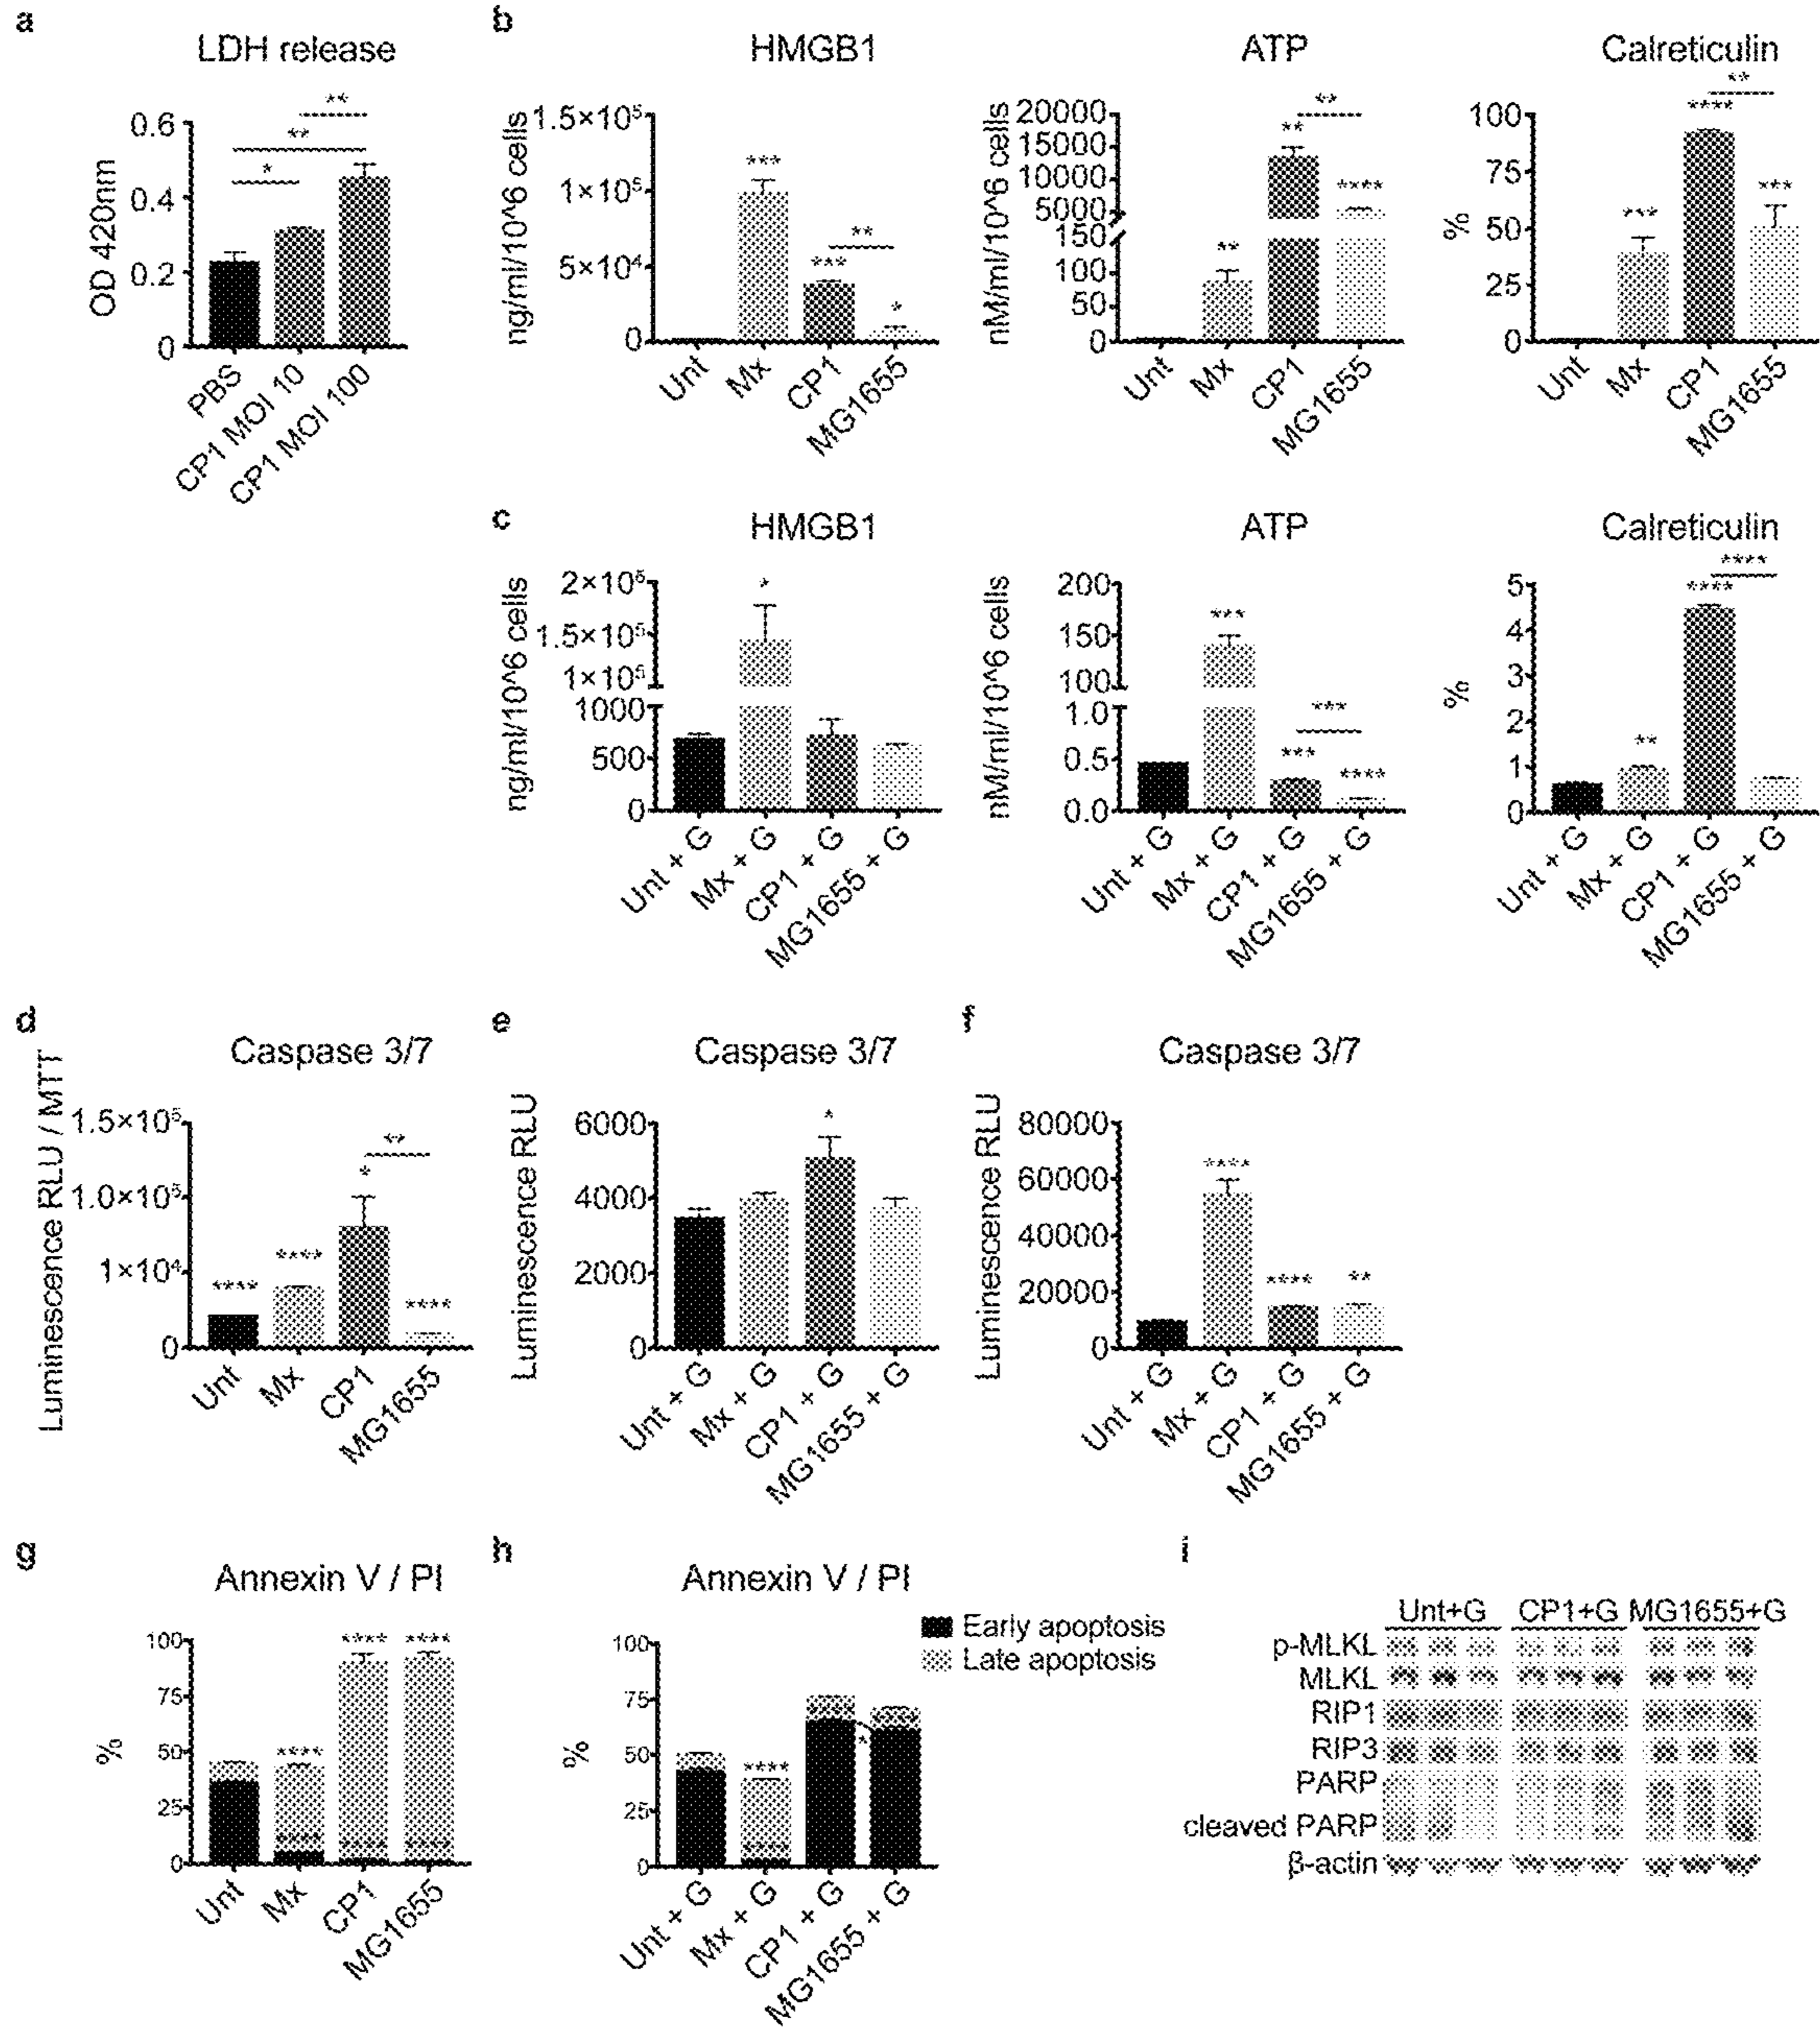 a
LDH release
OD 420nm
0.6
0.4
0.2
0
**
**
*
PBS
CP1 MOI 10
CP1 MOI 100
b
HMGB1
ng/ml/10^6 cells
1.5×10⁵
1×10⁵
5×10⁴
0
***
**
***
*
Unt
Mx
CP1
MG1655
ATP
nM/ml/10^6 cells
20000
15000
10000
5000
150
100
50
0
**
**
****
**
Unt
Mx
CP1
MG1655
Calreticulin
%
100
75
50
25
0
**
****
***
***
Unt
Mx
CP1
MG1655
c
HMGB1
ng/ml/10^6 cells
2×10⁵
1.5×10⁵
1×10⁵
1000
500
0
*
Unt + G
Mx + G
CP1 + G
MG1655 + G
ATP
nM/ml/10^6 cells
200
150
100
1.0
0.5
0.0
***
***
***
****
Unt + G
Mx + G
CP1 + G
MG1655 + G
Calreticulin
%
5
4
3
2
1
0
****
****
**
Unt + G
Mx + G
CP1 + G
MG1655 + G
d
Caspase 3/7
Luminescence RLU / MTT
1.5×10⁵
1.0×10⁵
1×10⁴
0
**
*
****
****
****
Unt
Mx
CP1
MG1655
e
Caspase 3/7
Luminescence RLU
6000
4000
2000
0
*
Unt + G
Mx + G
CP1 + G
MG1655 + G
f
Caspase 3/7
Luminescence RLU
80000
60000
40000
20000
0
****
****
**
Unt + G
Mx + G
CP1 + G
MG1655 + G
g
Annexin V / PI
%
100
75
50
25
0
****
****
****
****
Unt
Mx
CP1
MG1655
h
Annexin V / PI
Early apoptosis
Late apoptosis
%
100
75
50
25
0
****
*
Unt + G
Mx + G
CP1 + G
MG1655 + G
i
Unt+G CP1+G MG1655+G
p-MLKL
MLKL
RIP1
RIP3
PARP
cleaved PARP
β-actin